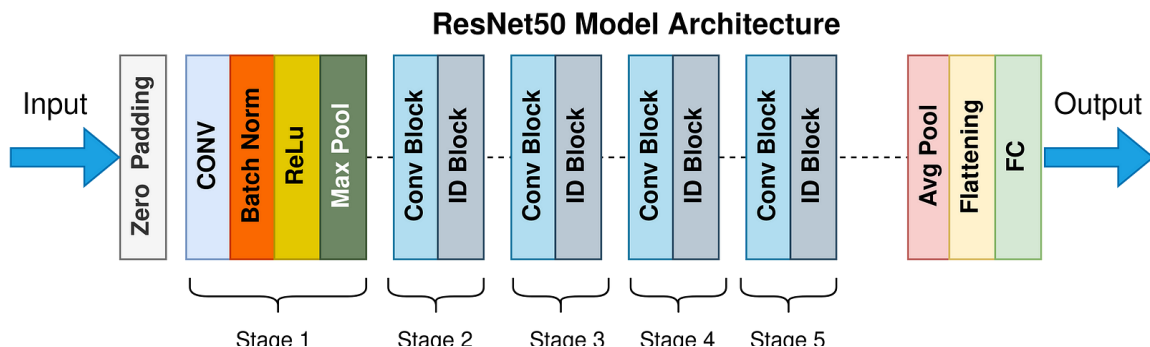 ResNet50 Model Architecture
Input
Zero Padding
CONV
Batch Norm
ReLu
Max Pool
Conv Block
ID Block
Conv Block
ID Block
Conv Block
ID Block
Conv Block
ID Block
Avg Pool
Flattening
FC
Output
Stage 1
Stage 2
Stage 3
Stage 4
Stage 5